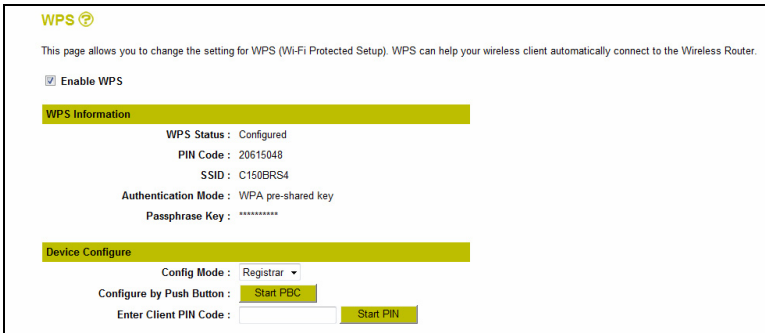 WPS ?
This page allows you to change the setting for WPS (Wi-Fi Protected Setup). WPS can help your wireless client automatically connect to the Wireless Router.
Enable WPS
WPS Information
WPS Status : Configured
PIN Code : 20615048
SSID : C150BRS4
Authentication Mode : WPA pre-shared key
Passphrase Key : **********
Device Configure
Config Mode : Registrar
Configure by Push Button : Start PBC
Enter Client PIN Code : Start PIN